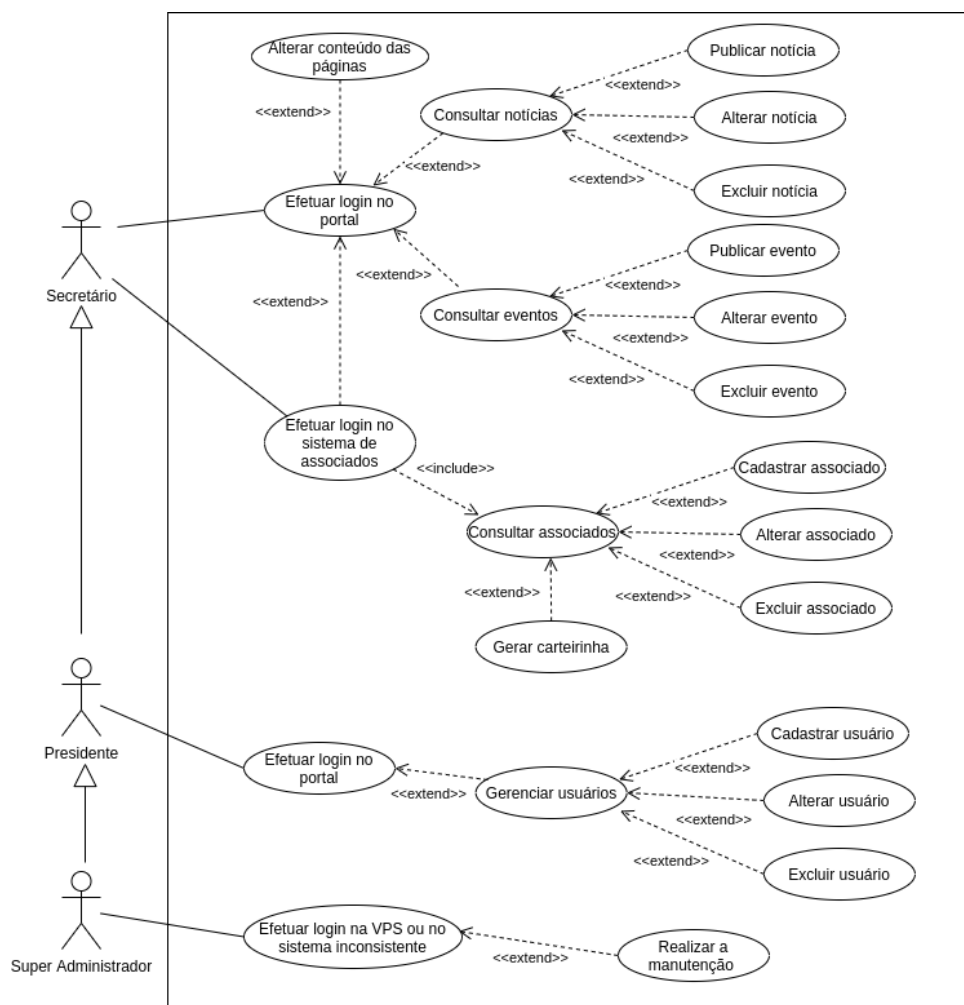 Alterar conteúdo das
páginas
<<extend>>
Publicar notícia
<<extend>>
Consultar notícias
Alterar notícia
<<extend>>
<<extend>>
<<extend>>
Excluir notícia
Efetuar login no
portal
Secretário
Publicar evento
<<extend>>
<<extend>>
<<extend>>
Consultar eventos
Alterar evento
<<extend>>
<<extend>>
Excluir evento
Efetuar login no
sistema de
associados
<<include>>
Cadastrar associado
<<extend>>
Consultar associados
Alterar associado
<<extend>>
<<extend>>
<<extend>>
Excluir associado
Gerar carteirinha
Presidente
Efetuar login no
portal
<<extend>>
Gerenciar usuários
Cadastrar usuário
<<extend>>
Alterar usuário
<<extend>>
<<extend>>
Excluir usuário
Super Administrador
Efetuar login na VPS ou no
sistema inconsistente
<<extend>>
Realizar a
manutenção